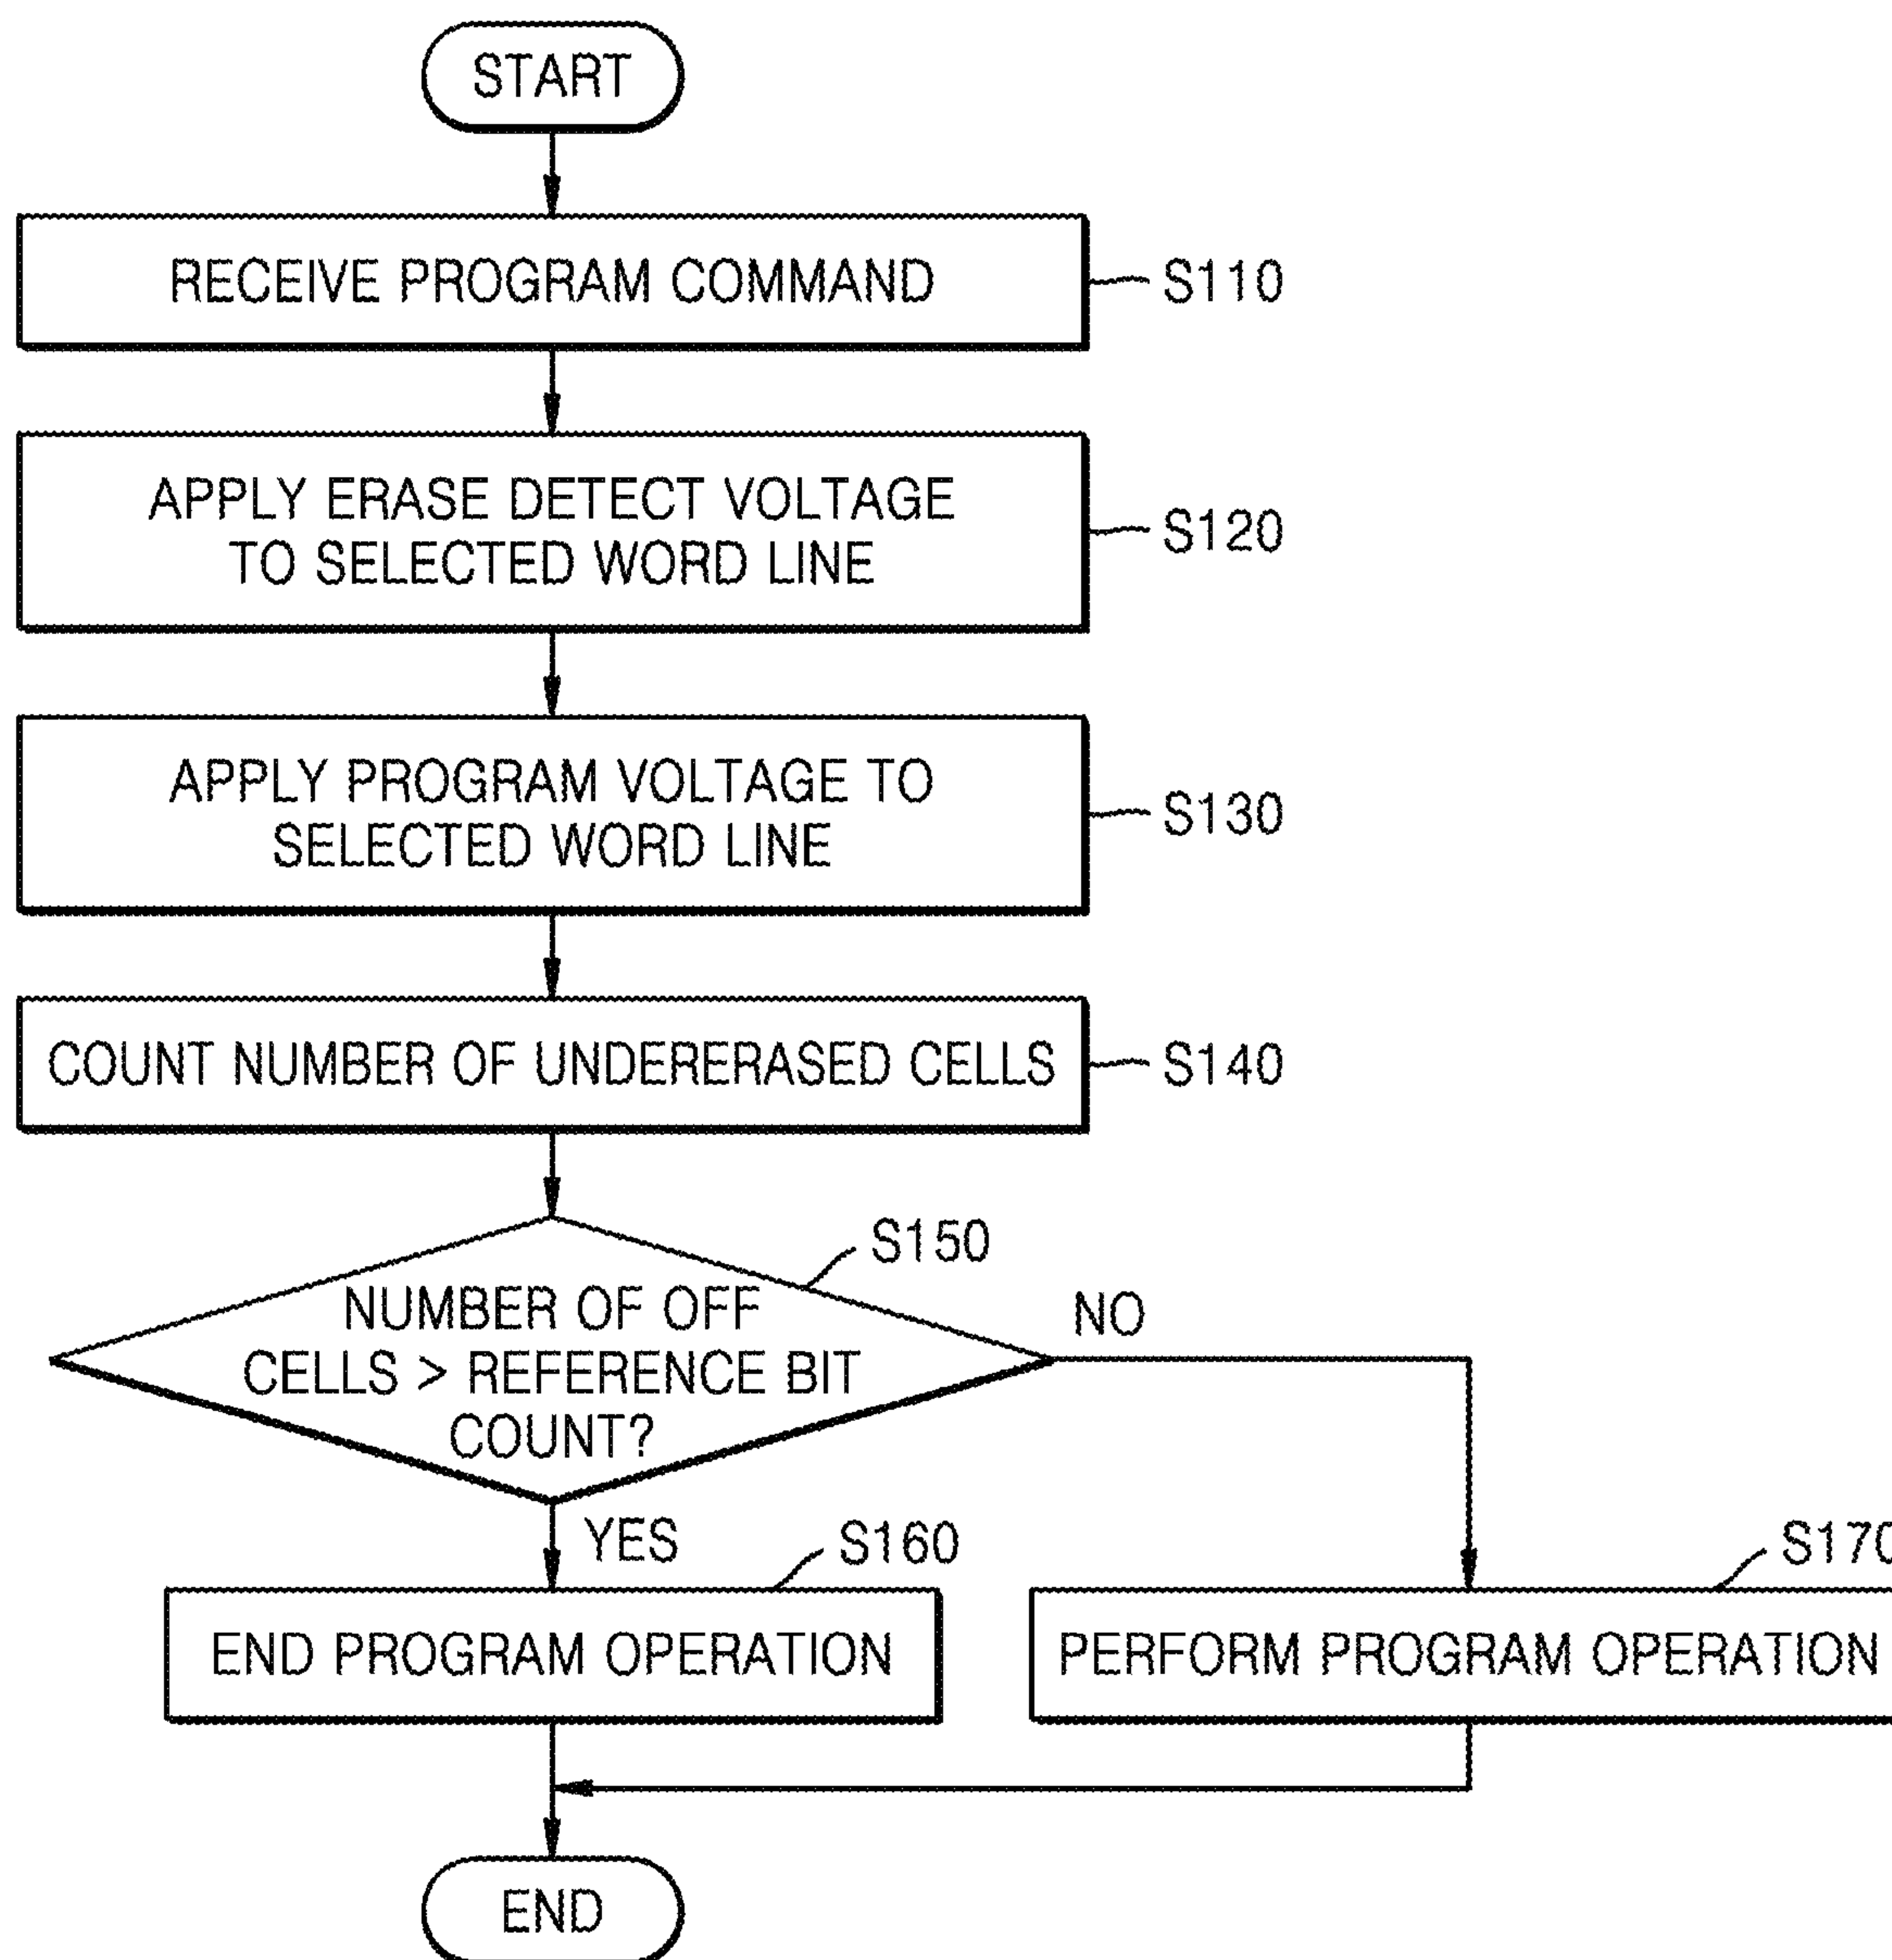 START
RECEIVE PROGRAM COMMAND
S110
APPLY ERASE DETECT VOLTAGE
TO SELECTED WORD LINE
S120
APPLY PROGRAM VOLTAGE TO
SELECTED WORD LINE
S130
COUNT NUMBER OF UNDERERASED CELLS
S140
S150
NUMBER OF OFF
CELLS > REFERENCE BIT
COUNT?
NO
YES
S160
S170
END PROGRAM OPERATION
PERFORM PROGRAM OPERATION
END